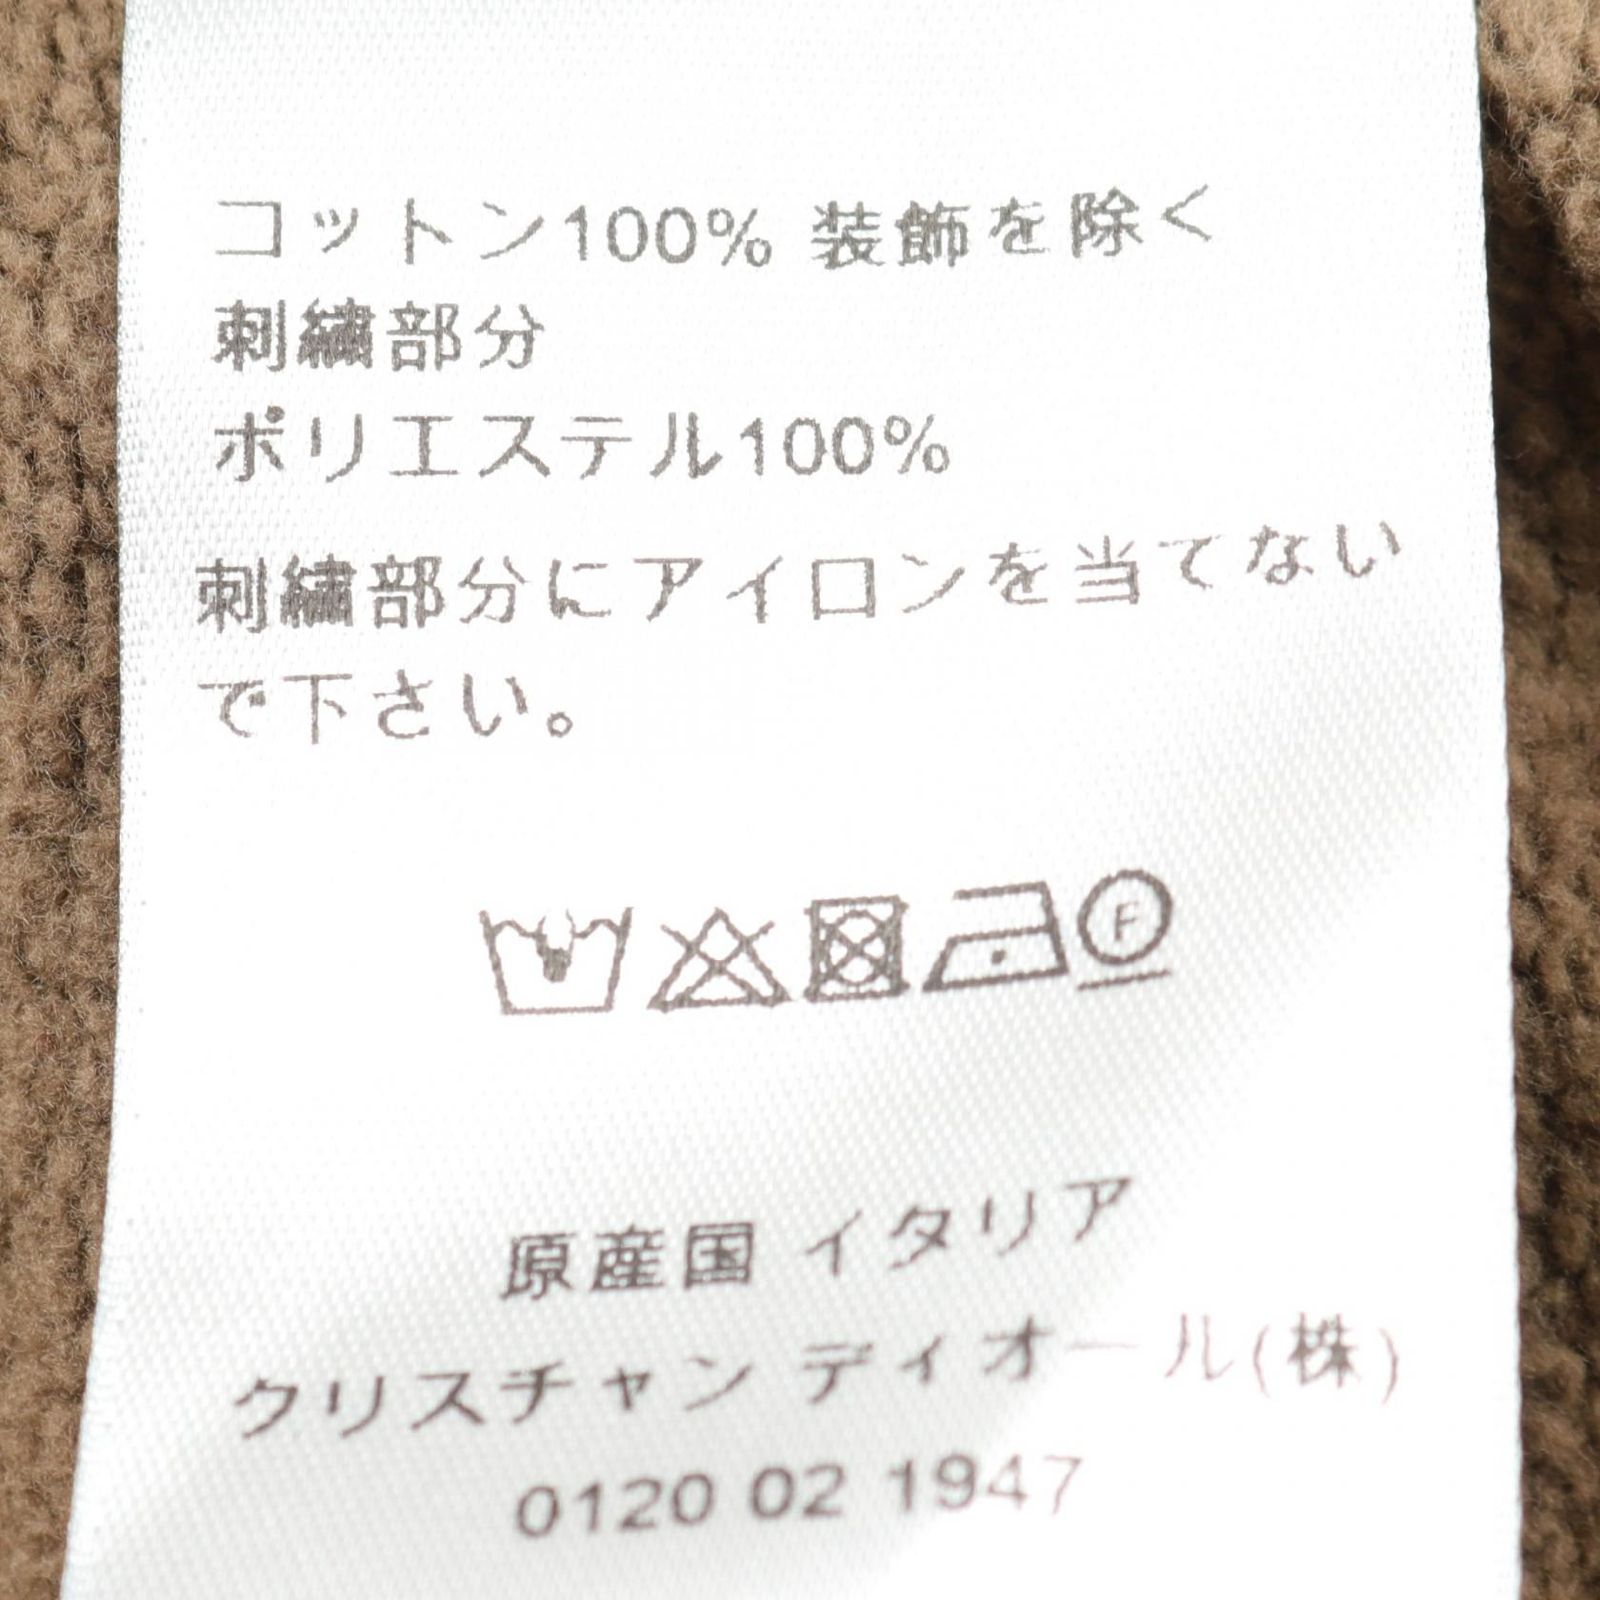 コットン100% 装飾を除く
刺繍部分
ポリエステル100%
刺繍部分にアイロンを当てない
で下さい。
F
原産国 イタリア
クリスチャン ディオール(株)
0120 02 1947